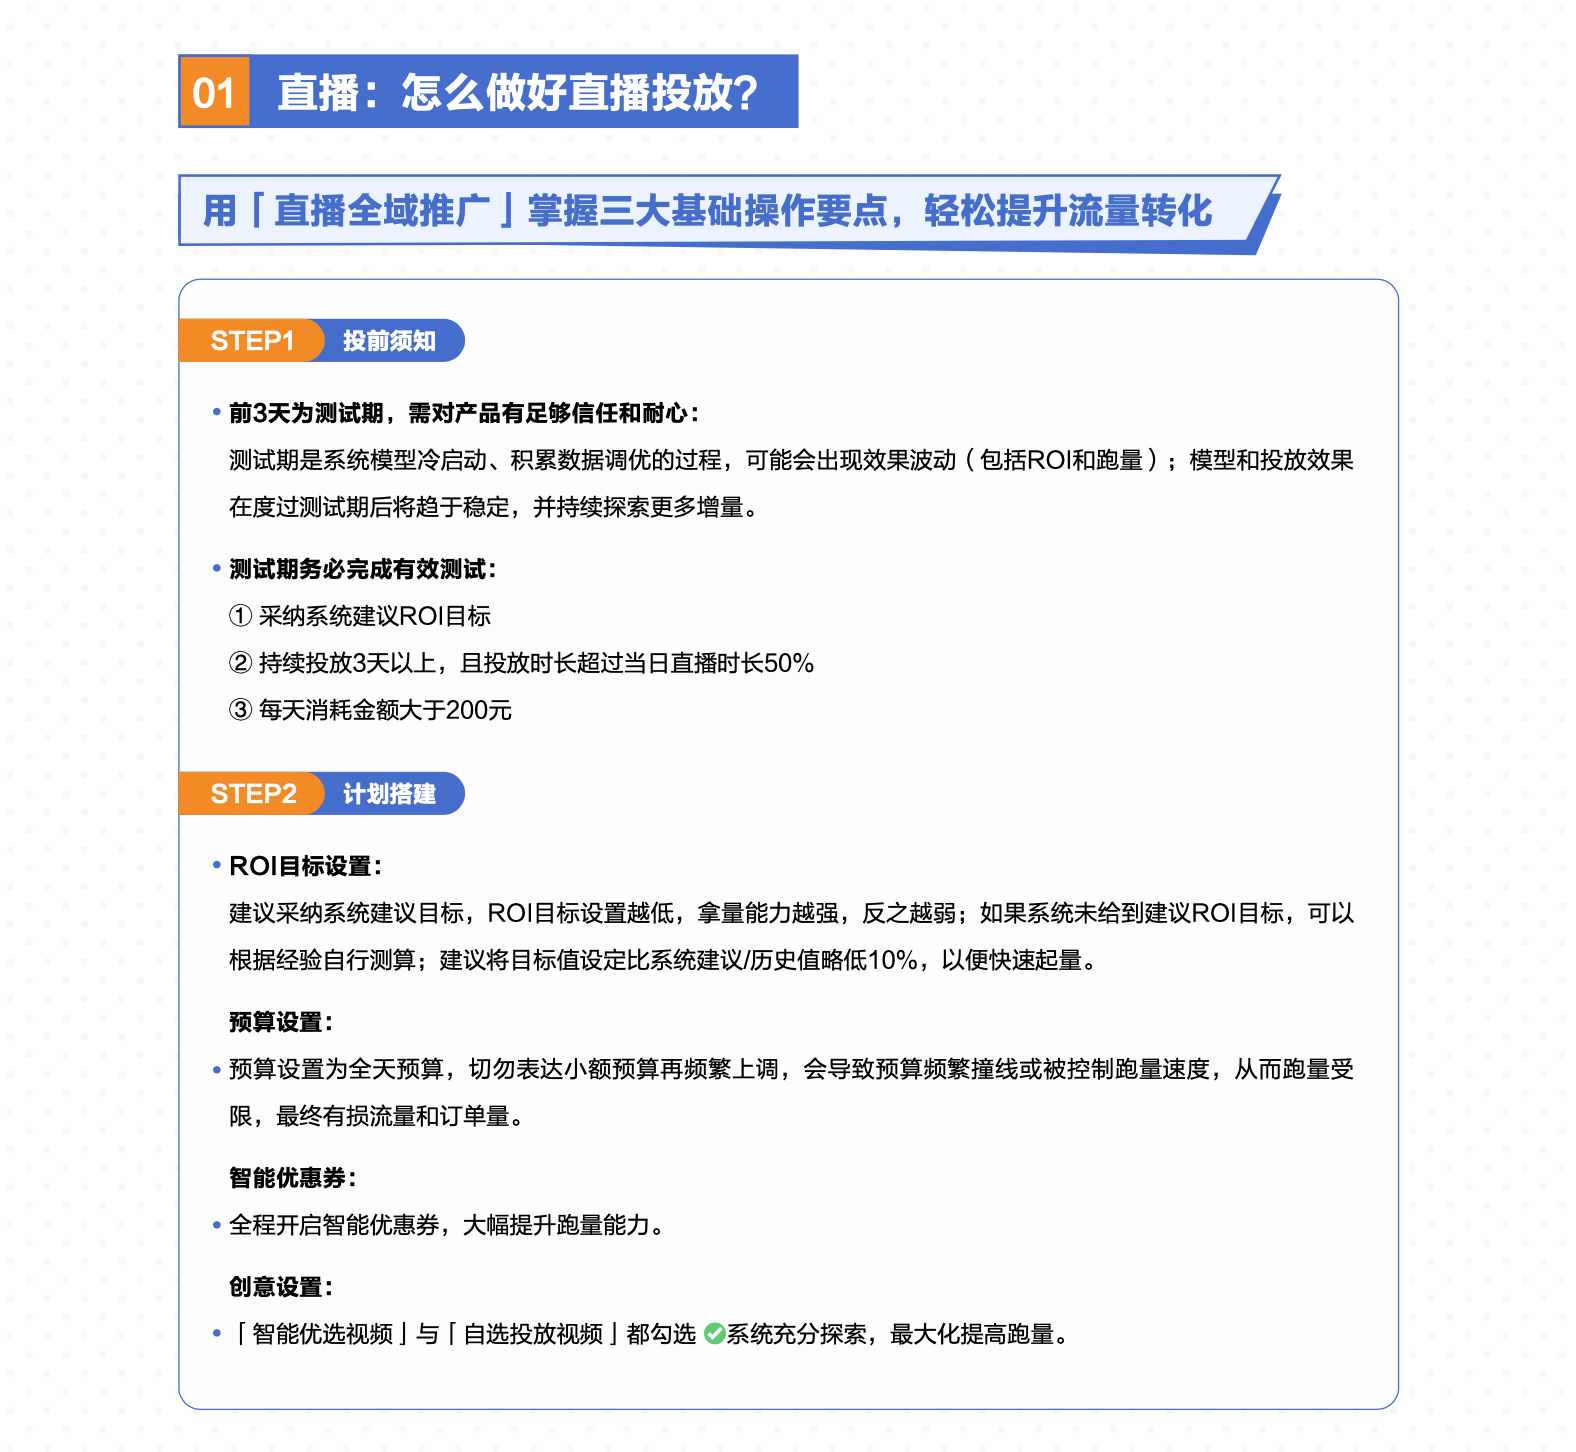 01 直播：怎么做好直播投放？
用「直播全域推广」掌握三大基础操作要点，轻松提升流量转化
STEP1 投前须知
• 前3天为测试期，需对产品有足够信任和耐心：
测试期是系统模型冷启动、积累数据调优的过程，可能会出现效果波动（包括ROI和跑量）；模型和投放效果
在度过测试期后将趋于稳定，并持续探索更多增量。
• 测试期务必完成有效测试：
① 采纳系统建议ROI目标
② 持续投放3天以上，且投放时长超过当日直播时长50%
③ 每天消耗金额大于200元
STEP2 计划搭建
• ROI目标设置：
建议采纳系统建议目标，ROI目标设置越低，拿量能力越强，反之越弱；如果系统未给到建议ROI目标，可以
根据经验自行测算；建议将目标值设定比系统建议/历史值略低10%，以便快速起量。
预算设置：
• 预算设置为全天预算，切勿表达小额预算再频繁上调，会导致预算频繁撞线或被控制跑量速度，从而跑量受
限，最终有损流量和订单量。
智能优惠券：
• 全程开启智能优惠券，大幅提升跑量能力。
创意设置：
• 「智能优选视频」与「自选投放视频」都勾选 ✅系统充分探索，最大化提高跑量。